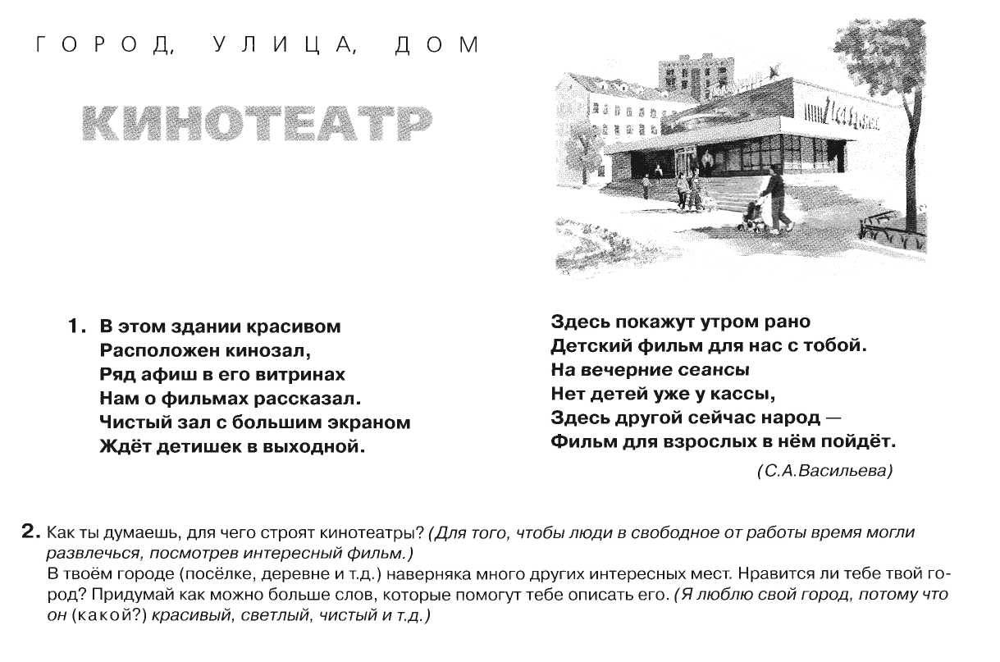 ГОРОД, УЛИЦА, ДОМ
КИНОТЕАТР
1. В этом здании красивом
Расположен кинозал,
Ряд афиш в его витринах
Нам о фильмах рассказал.
Чистый зал с большим экраном
Ждёт детишек в выходной.
Здесь покажут утром рано
Детский фильм для нас с тобой.
На вечерние сеансы
Нет детей уже у кассы,
Здесь другой сейчас народ —
Фильм для взрослых в нём пойдёт.
(С.А.Васильева)
2. Как ты думаешь, для чего строят кинотеатры? (Для того, чтобы люди в свободное от работы время могли
развлечься, посмотрев интересный фильм.)
В твоём городе (посёлке, деревне и т.д.) наверняка много других интересных мест. Нравится ли тебе твой го-
род? Придумай как можно больше слов, которые помогут тебе описать его. (Я люблю свой город, потому что
он (какой?) красивый, светлый, чистый и т.д.)